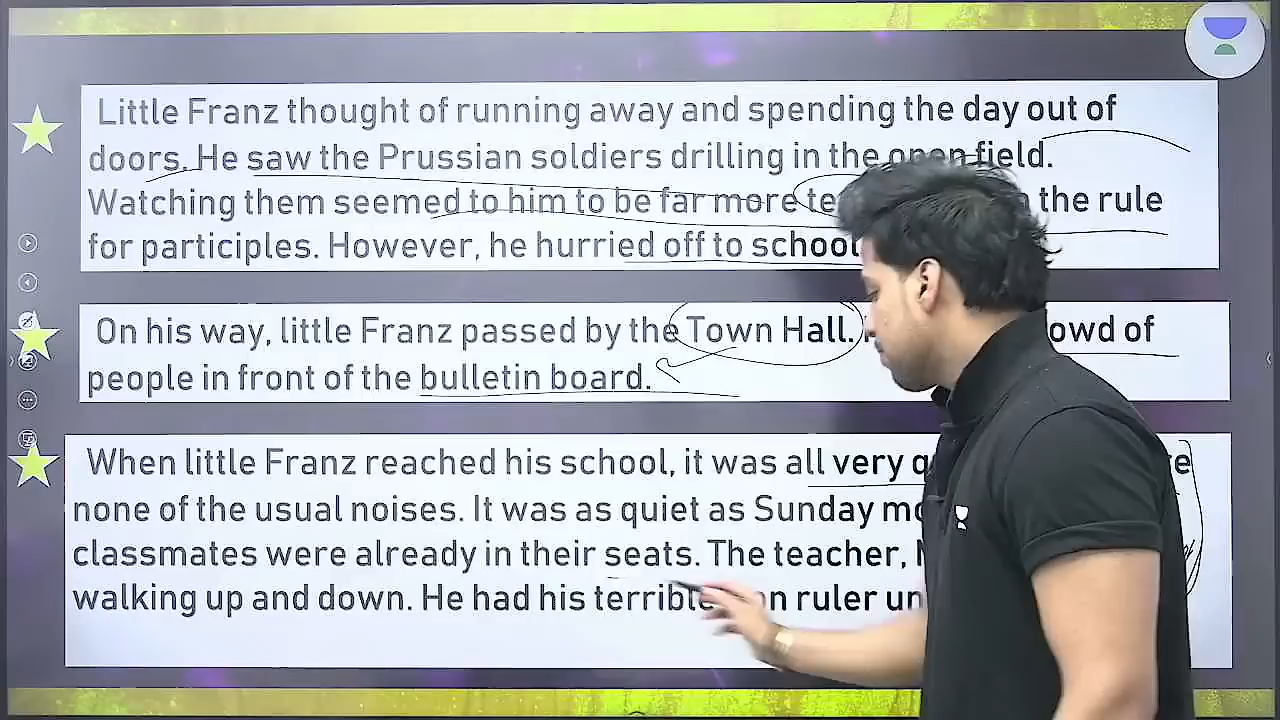 Little Franz thought of running away and spending the day out of
doors. He saw the Prussian soldiers drilling in the open field.
Watching them seemed to him to be far more the rule
for participles. However, he hurried off to school
On his way, little Franz passed by the Town Hall. of
people in front of the bulletin board.
When little Franz reached his school, it was all very
none of the usual noises. It was as quiet as Sunday
classmates were already in their seats. The teacher,
walking up and down. He had his terrible ruler